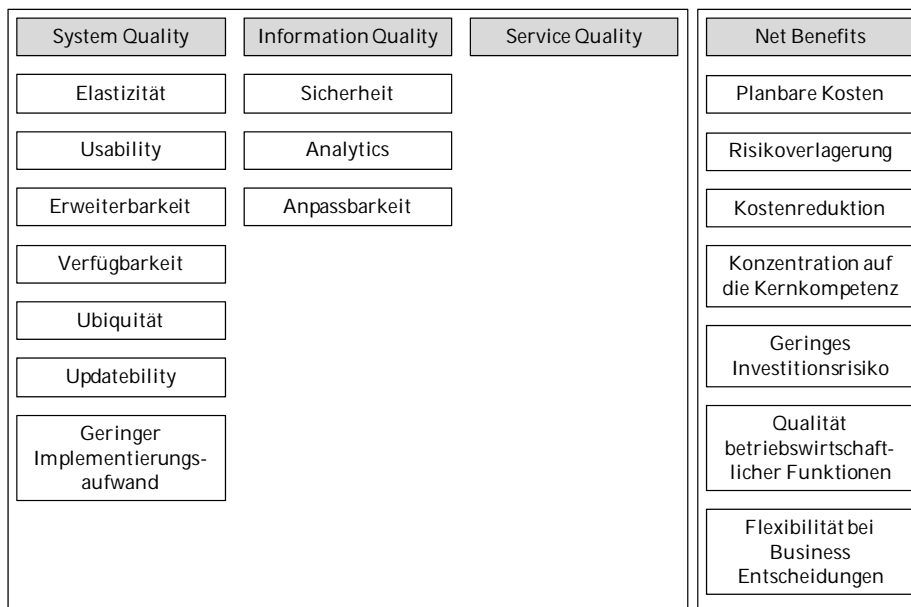 System Quality
Elastizität
Usability
Erweiterbarkeit
Verfügbarkeit
Ubiquität
Updatebility
Geringer
Implementierungs-
aufwand
Information Quality
Sicherheit
Analytics
Anpassbarkeit
Service Quality
Net Benefits
Planbare Kosten
Risikoverlagerung
Kostenreduktion
Konzentration auf
die Kernkompetenz
Geringes
Investitionsrisiko
Qualität
betriebswirtschaft-
licher Funktionen
Flexibilität bei
Business
Entscheidungen